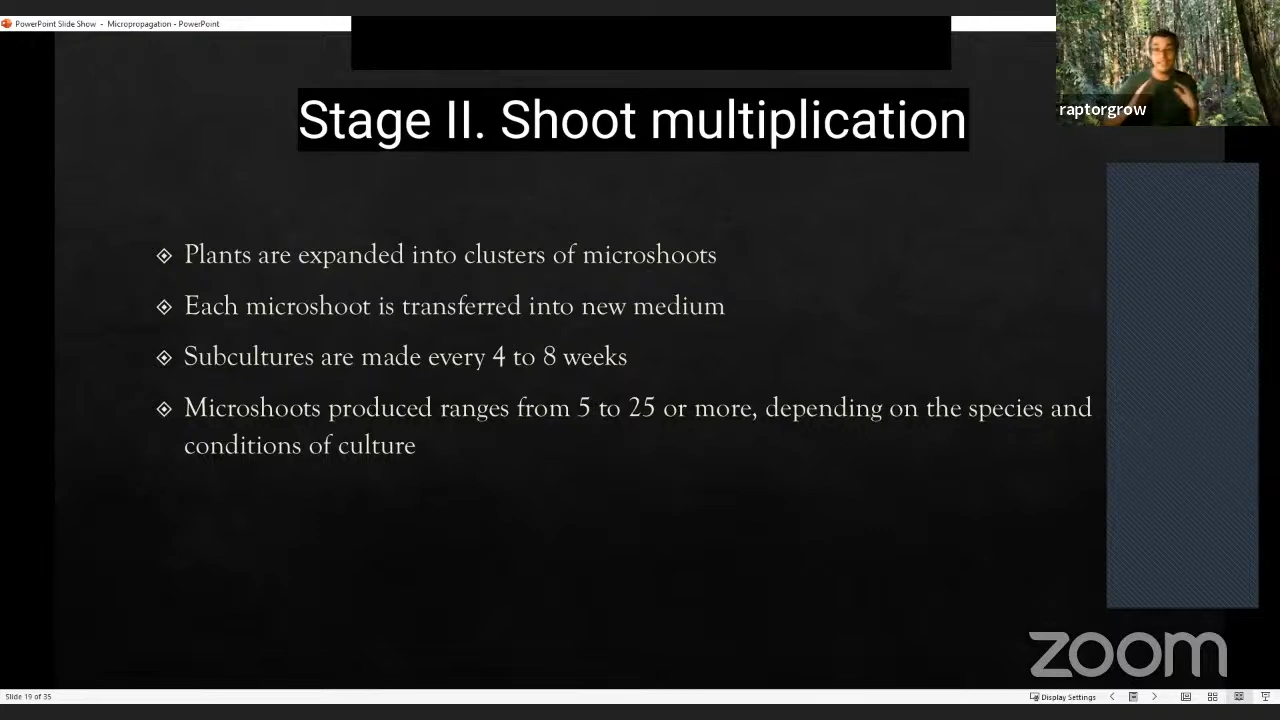 PowerPoint Slide Show - Micropropagation - PowerPoint
raptorgrow
Stage II. Shoot multiplication
Plants are expanded into clusters of microshoots
Each microshoot is transferred into new medium
Subcultures are made every 4 to 8 weeks
Microshoots produced ranges from 5 to 25 or more, depending on the species and
conditions of culture
zoom
Slide 19 of 35
Display Settings